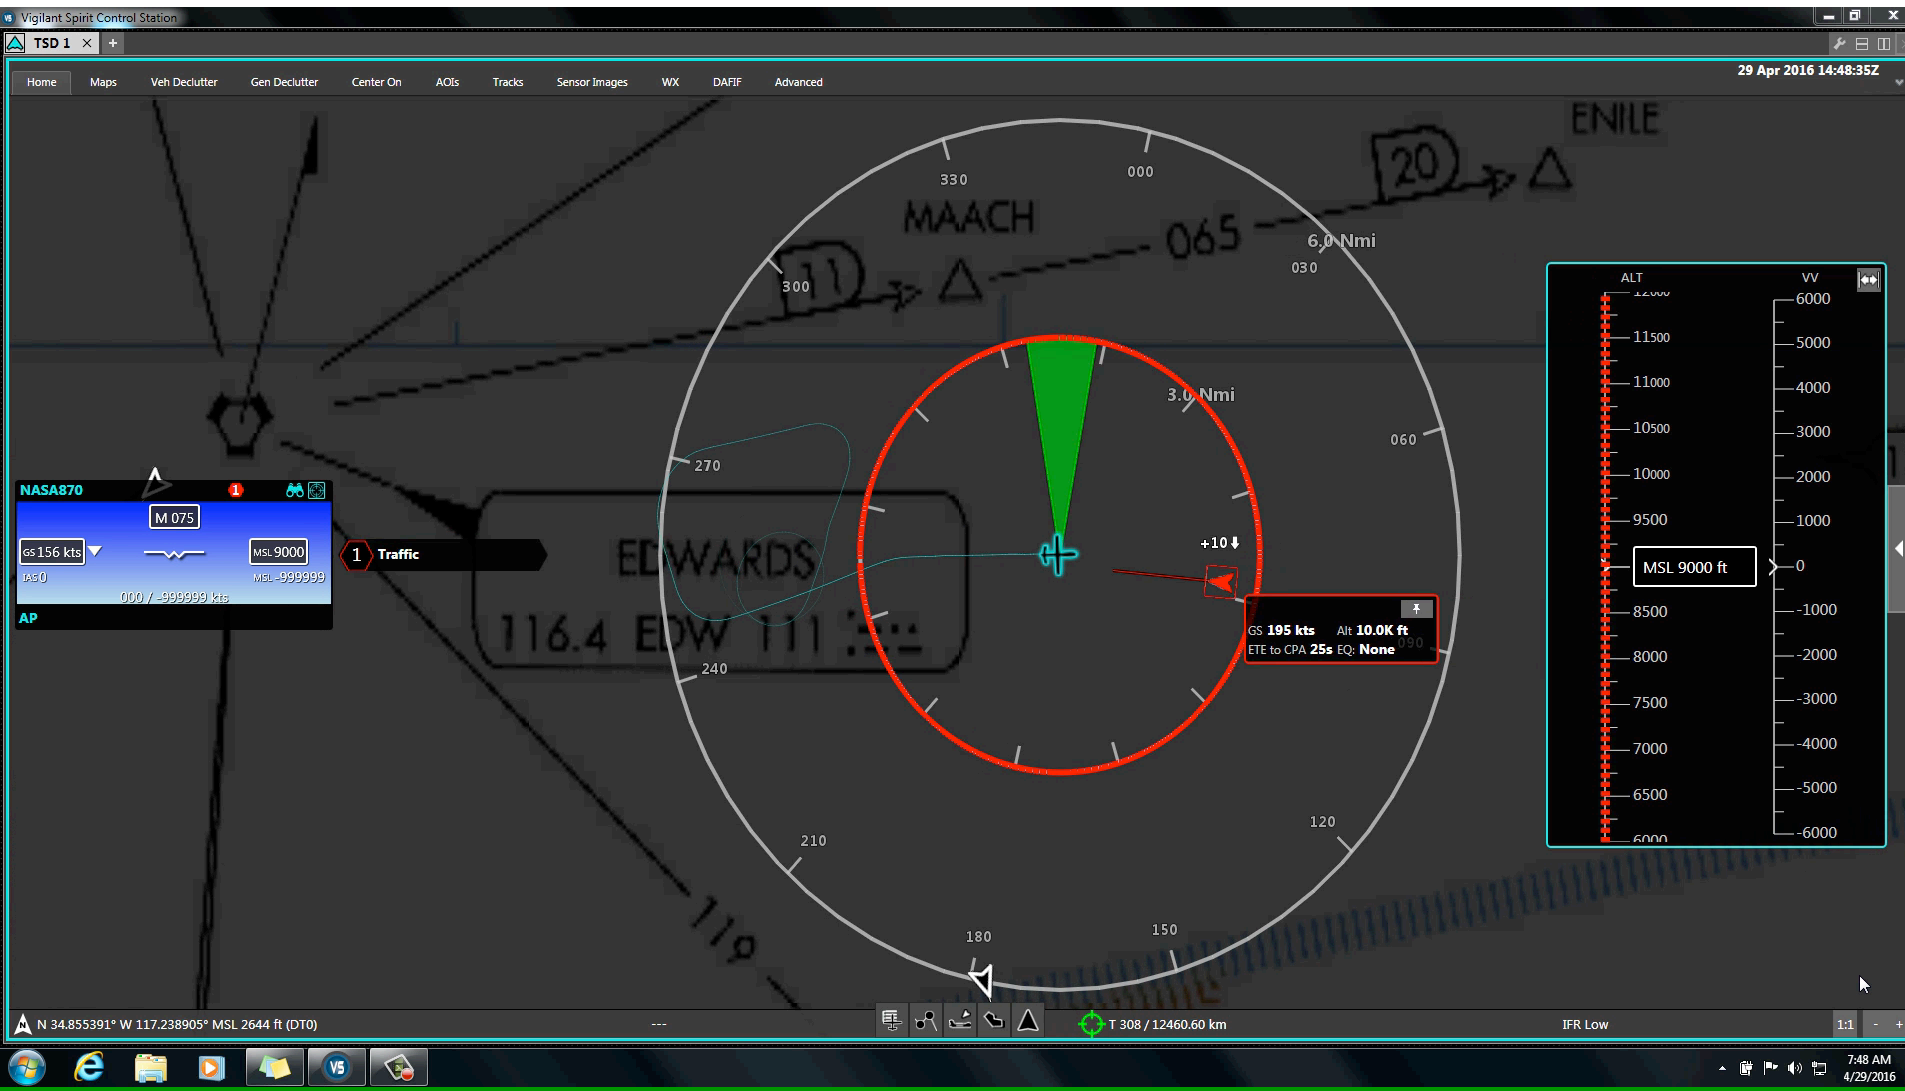 Vigilant Spirit Control Station
TSD 1
Home Maps Veh Declutter Gen Declutter Center On AOIs Tracks Sensor Images WX DAFIF Advanced
29 Apr 2016 14:48:35Z
ENILE
20
MAACH
065
11
330
000
6.0 Nmi
030
300
3.0 Nmi
060
270
240
210
180
150
120
090
ALT VV
12000
11500
11000
10500
10000
9500
MSL 9000 ft
8500
8000
7500
7000
6500
6000
6000
5000
4000
3000
2000
1000
0
-1000
-2000
-3000
-4000
-5000
-6000
NASA870 1
M 075
GS 156 kts
MSL 9000
IAS 0
MSL -999999
000 / -999999 kts
AP
1 Traffic
EDWARDS
116.4 EDW 111
119
+10
GS 195 kts Alt 10.0K ft
ETE to CPA 25s EQ: None
N
N 34.855391° W 117.238905° MSL 2644 ft (DT0)
---
T 308 / 12460.60 km
IFR Low
1:1 - +
VS
7:48 AM
4/29/2016